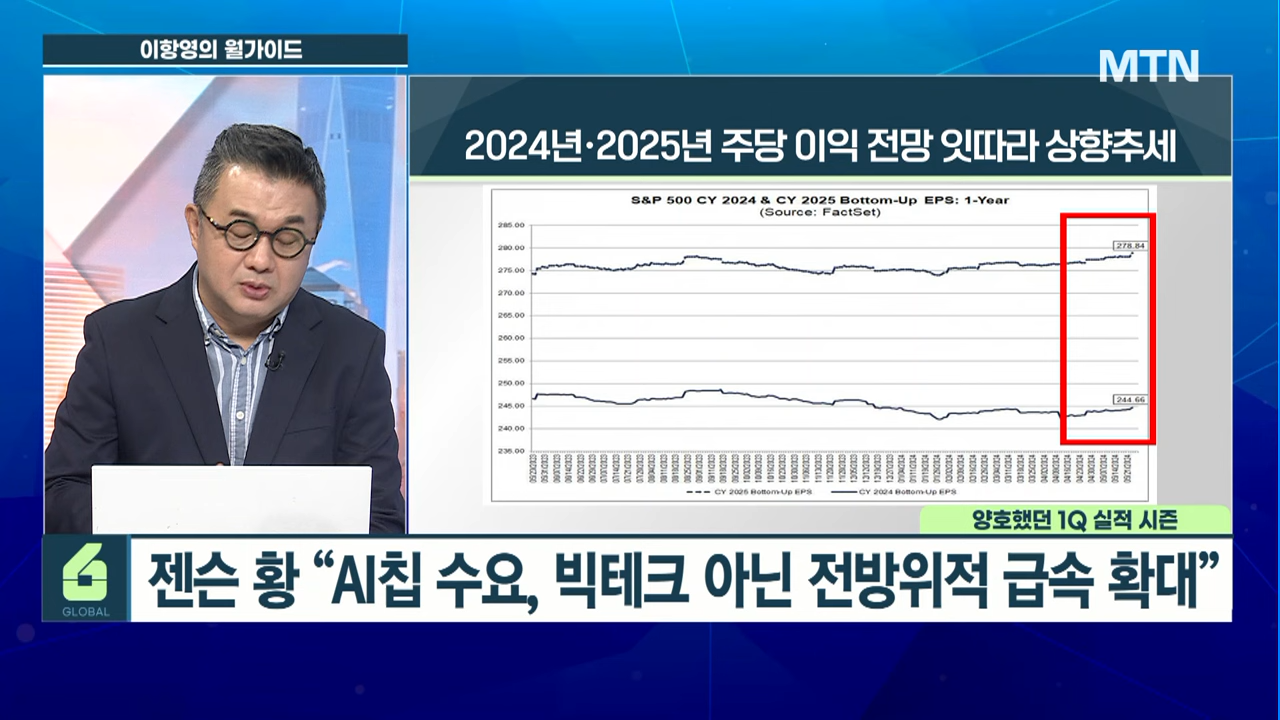 이항영의 월가이드
MTN
2024년·2025년 주당 이익 전망 잇따라 상향추세
S&P 500 CY 2024 & CY 2025 Bottom-Up EPS: 1-Year
(Source: FactSet)
285.00
280.00
275.00
270.00
265.00
260.00
255.00
250.00
245.00
240.00
235.00
278.84
244.66
CY 2025 Bottom-Up EPS
CY 2024 Bottom-Up EPS
양호했던 1Q 실적 시즌
6
GLOBAL
젠슨 황 “AI칩 수요, 빅테크 아닌 전방위적 급속 확대”